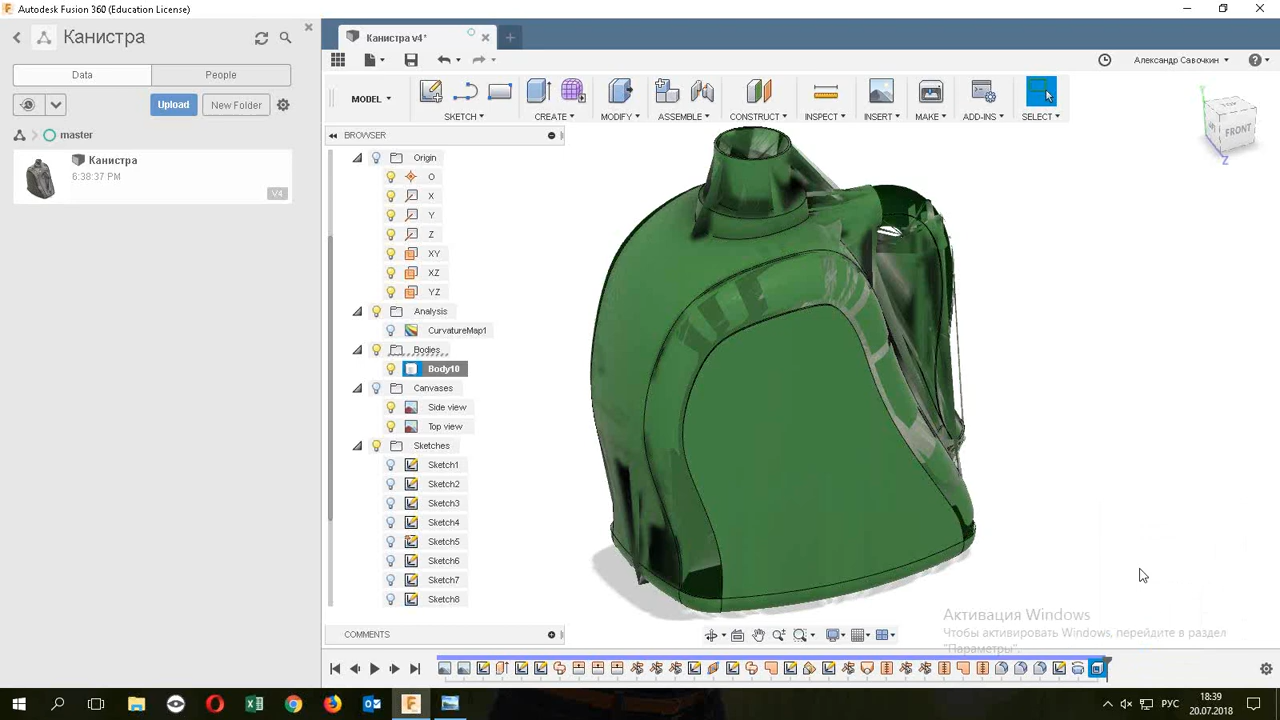 Autodesk Fusion 360 (Education License)
Канистра
Data
People
Upload
New Folder
master
Канистра
6:38:37 PM
V4
Канистра v4*
Александр Савочкин
MODEL
SKETCH
CREATE
MODIFY
ASSEMBLE
CONSTRUCT
INSPECT
INSERT
MAKE
ADD-INS
SELECT
BROWSER
Origin
O
X
Y
Z
XY
XZ
YZ
Analysis
CurvatureMap1
Bodies
Body10
Canvases
Side view
Top view
Sketches
Sketch1
Sketch2
Sketch3
Sketch4
Sketch5
Sketch6
Sketch7
Sketch8
COMMENTS
TOP
FRONT
Z
Активация Windows
Чтобы активировать Windows, перейдите в раздел
"Параметры".
РУС
18:39
20.07.2018